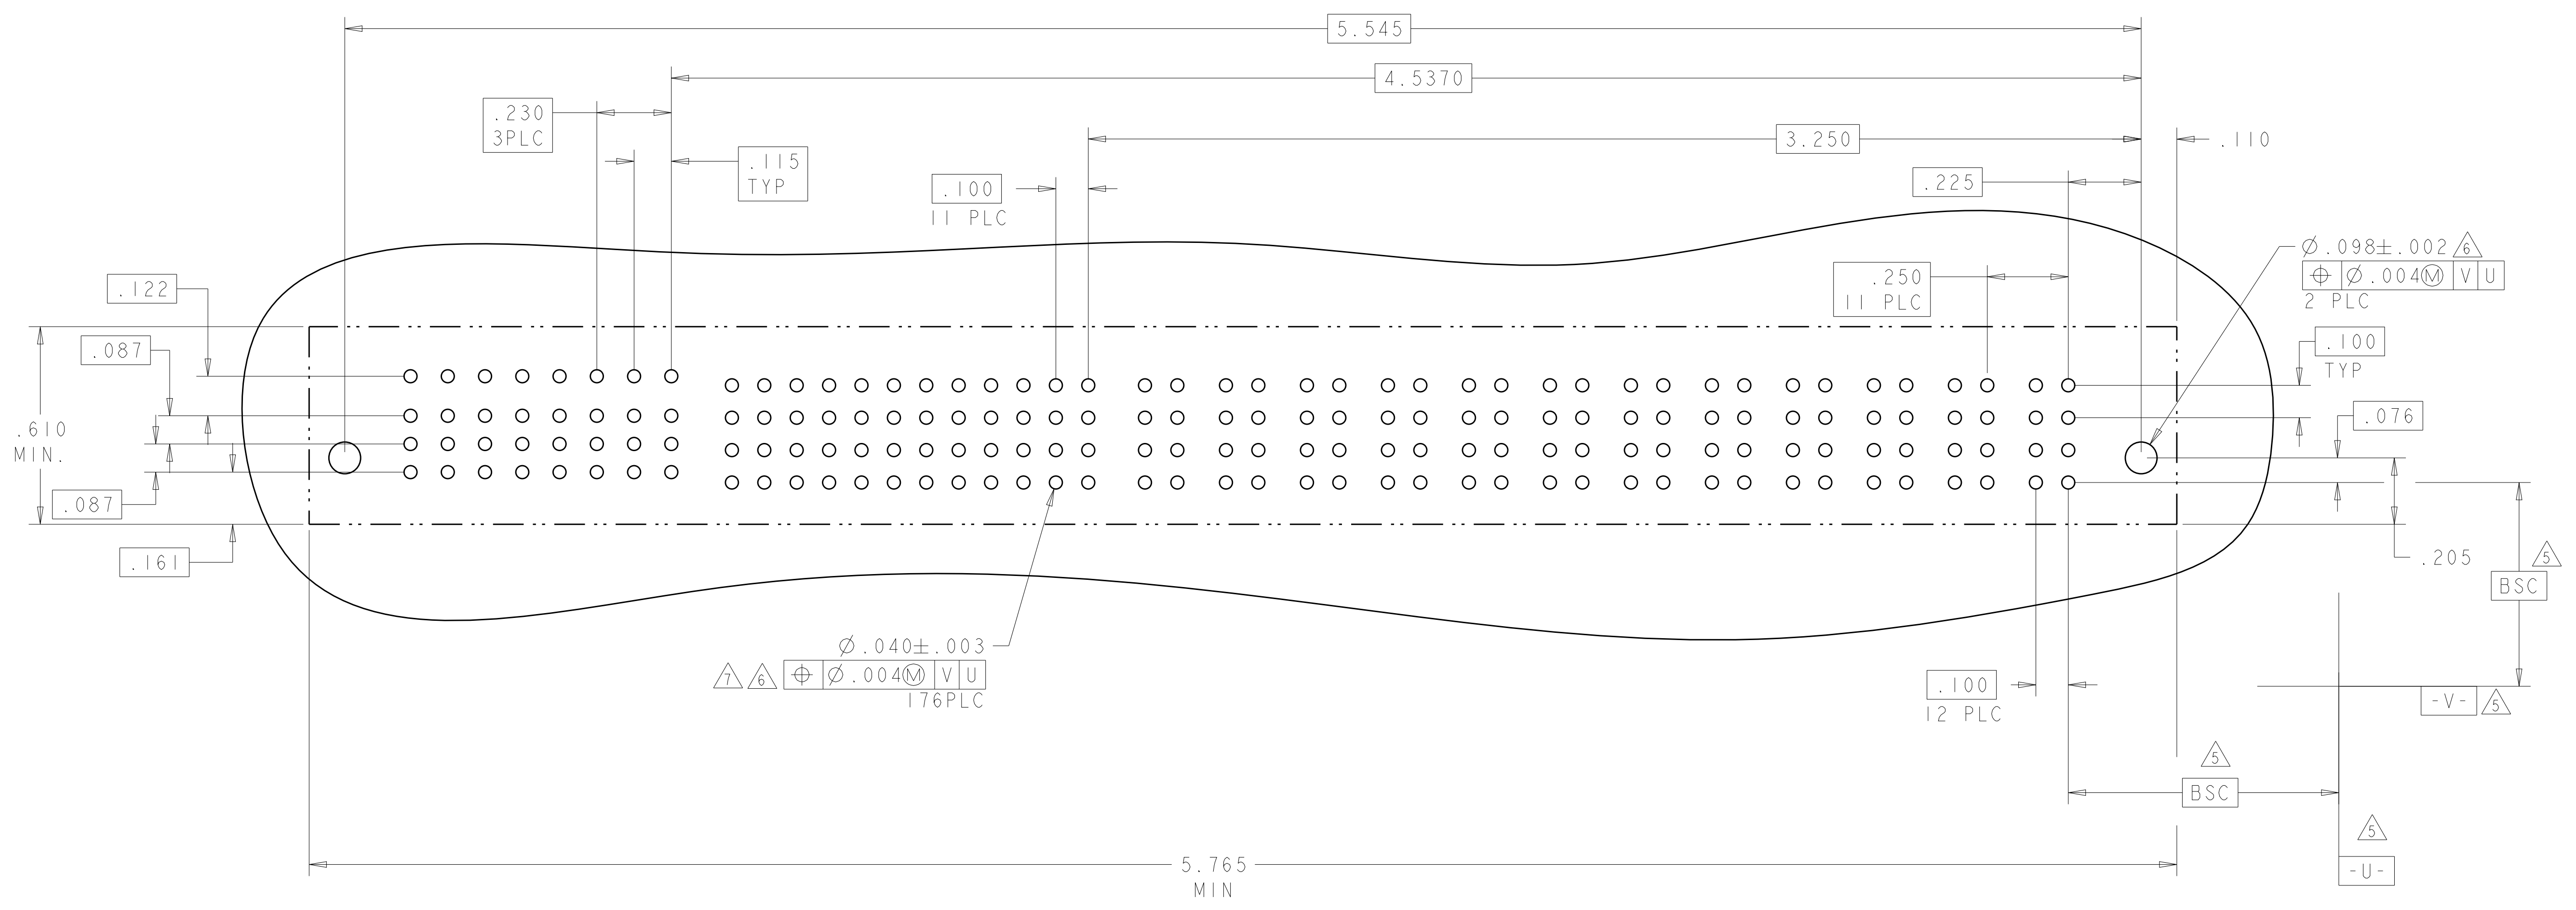 5.545
4.5370
.230
3PLC
.115
TYP
3.250
.110
.100
11 PLC
.225
Ø.098±.002 6
⌖ Ø.004Ⓜ V U
2 PLC
.250
11 PLC
.122
.087
.100
TYP
.610
MIN.
.076
.087
.161
.205
5
BSC
Ø.040±.003
7 6 ⌖ Ø.004Ⓜ V U
176PLC
.100
12 PLC
-V- 5
5
BSC
5
-U-
5.765
MIN